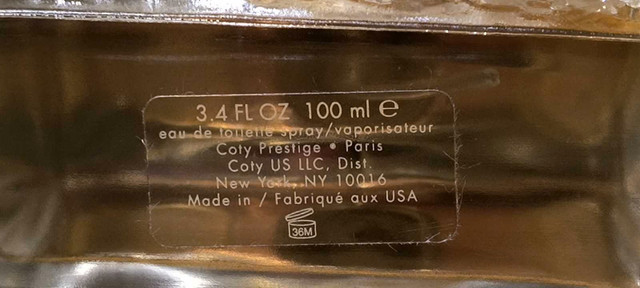 3.4 FL OZ 100 ml ℮
eau de toilette spray/vaporisateur
Coty Prestige • Paris
Coty US LLC, Dist.
New York, NY 10016
Made in / Fabriqué aux USA
36M